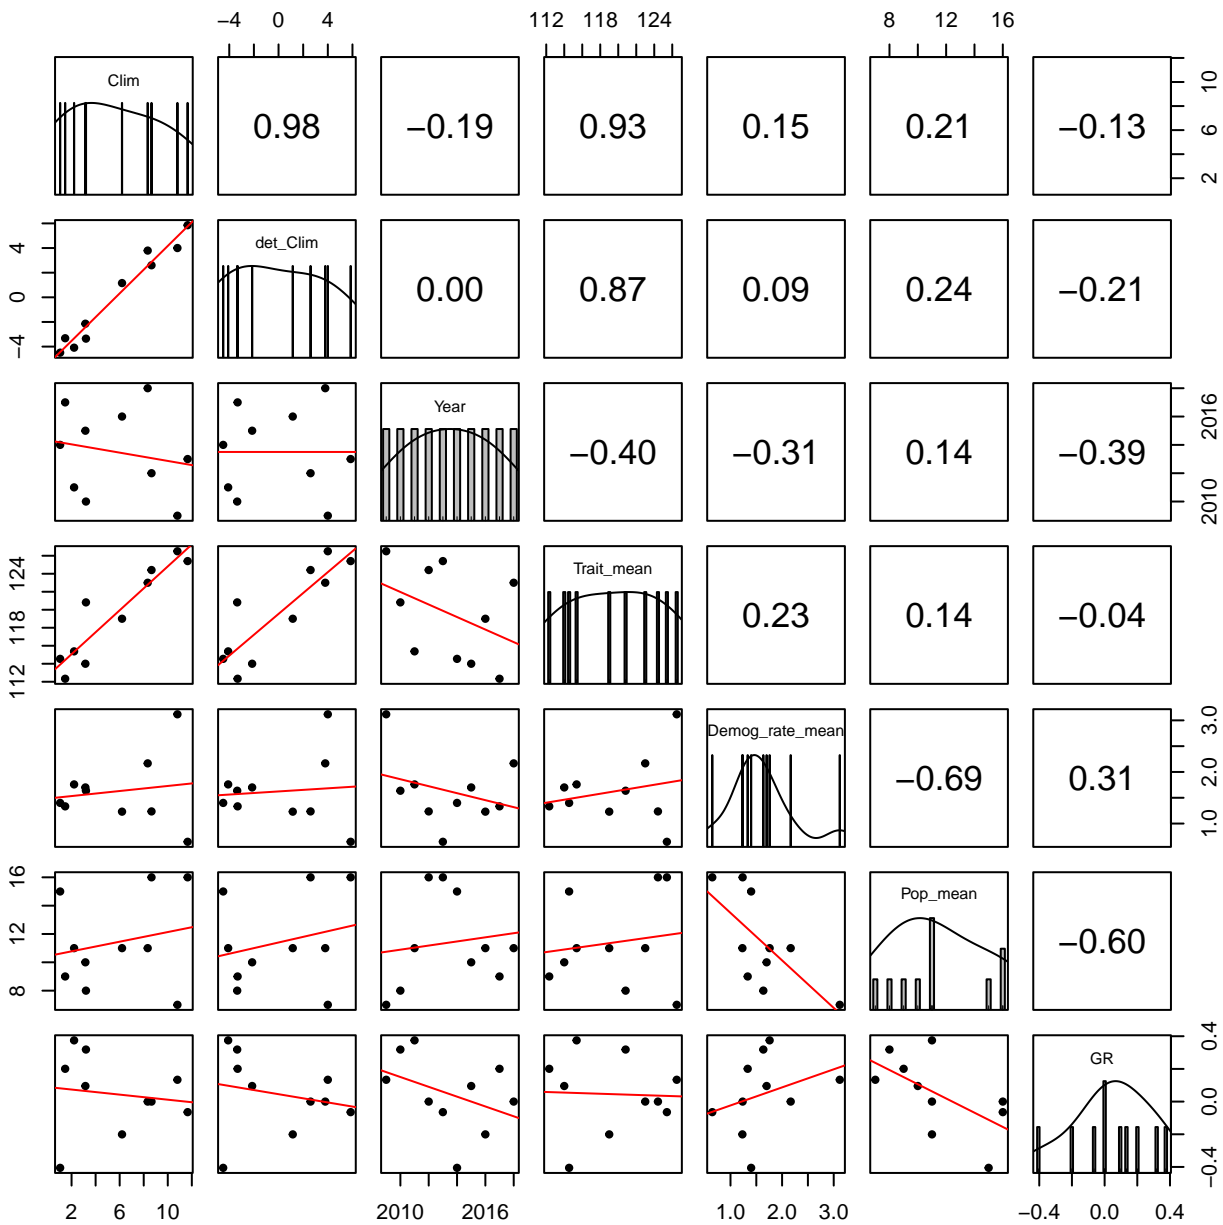 −4 0 4 112 118 124 8 12 16
Clim 0.98 −0.19 0.93 0.15 0.21 −0.13 2 6 10
−4 0 4 det_Clim 0.00 0.87 0.09 0.24 −0.21
Year −0.40 −0.31 0.14 −0.39 2010 2016
112 118 124 Trait_mean 0.23 0.14 −0.04
Demog_rate_mean −0.69 0.31 1.0 2.0 3.0
8 12 16 Pop_mean −0.60
GR −0.4 0.0 0.4
2 6 10 2010 2016 1.0 2.0 3.0 −0.4 0.0 0.4